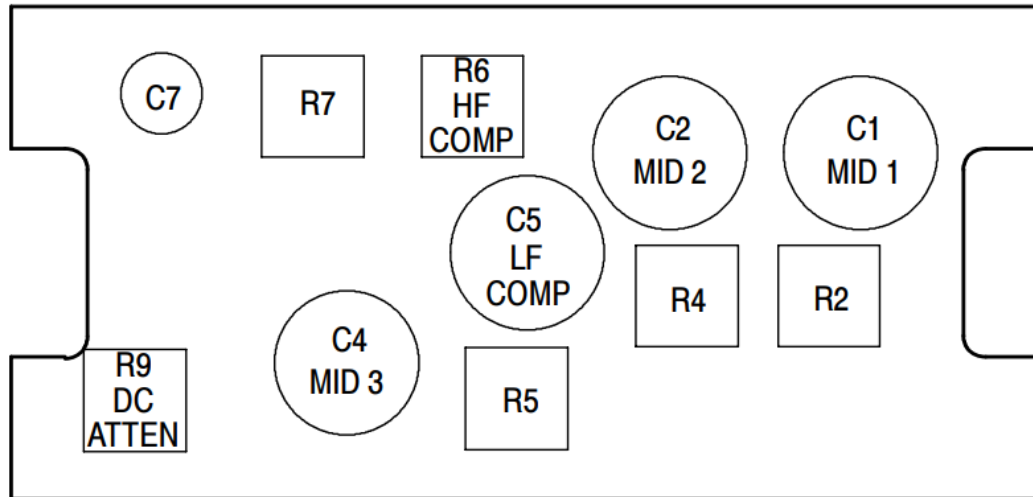 C7
R7
R6
HF
COMP
C2
MID 2
C1
MID 1
C5
LF
COMP
R4
R2
C4
MID 3
R9
DC
ATTEN
R5